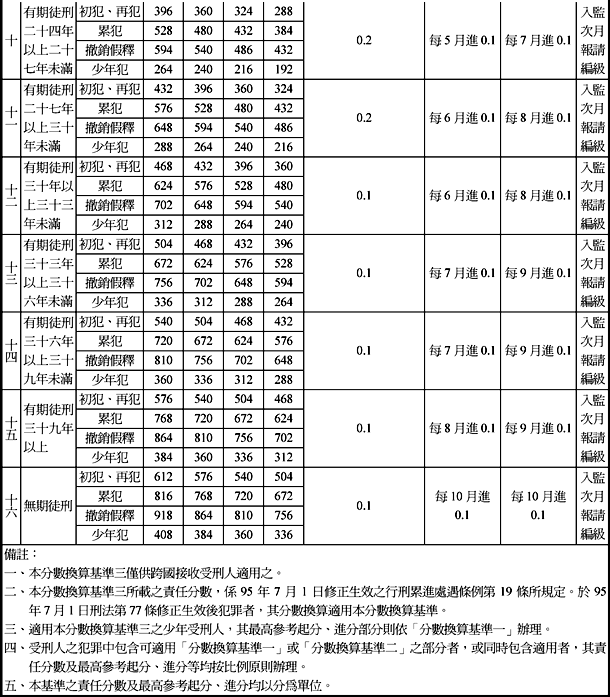 十 有期徒刑二十四年以上二十七年未滿 初犯、再犯 396 360 324 288 0.2 每5月進0.1 每7月進0.1 入監次月報請編級
累犯 528 480 432 384
撤銷假釋 594 540 486 432
少年犯 264 240 216 192
十一 有期徒刑二十七年以上三十年未滿 初犯、再犯 432 396 360 324 0.2 每6月進0.1 每8月進0.1 入監次月報請編級
累犯 576 528 480 432
撤銷假釋 648 594 540 486
少年犯 288 264 240 216
十二 有期徒刑三十年以上三十三年未滿 初犯、再犯 468 432 396 360 0.1 每6月進0.1 每8月進0.1 入監次月報請編級
累犯 624 576 528 480
撤銷假釋 702 648 594 540
少年犯 312 288 264 240
十三 有期徒刑三十三年以上三十六年未滿 初犯、再犯 504 468 432 396 0.1 每7月進0.1 每9月進0.1 入監次月報請編級
累犯 672 624 576 528
撤銷假釋 756 702 648 594
少年犯 336 312 288 264
十四 有期徒刑三十六年以上三十九年未滿 初犯、再犯 540 504 468 432 0.1 每7月進0.1 每9月進0.1 入監次月報請編級
累犯 720 672 624 576
撤銷假釋 810 756 702 648
少年犯 360 336 312 288
十五 有期徒刑三十九年以上 初犯、再犯 576 540 504 468 0.1 每8月進0.1 每9月進0.1 入監次月報請編級
累犯 768 720 672 624
撤銷假釋 864 810 756 702
少年犯 384 360 336 312
十六 無期徒刑 初犯、再犯 612 576 540 504 0.1 每10月進0.1 每10月進0.1 入監次月報請編級
累犯 816 768 720 672
撤銷假釋 918 864 810 756
少年犯 408 384 360 336
備註：
一、本分數換算基準三僅供跨國接收受刑人適用之。
二、本分數換算基準三所載之責任分數，係95年7月1日修正生效之行刑累進處遇條例第19條所規定。於95
年7月1日刑法第77條修正生效後犯罪者，其分數換算適用本分數換算基準。
三、適用本分數換算基準三之少年受刑人，其最高參考起分、進分部分則依「分數換算基準一」辦理。
四、受刑人之犯罪中包含可適用「分數換算基準一」或「分數換算基準二」之部分者，或同時包含適用者，其責
任分數及最高參考起分、進分等均按比例原則辦理。
五、本基準之責任分數及最高參考起分、進分均以分為單位。